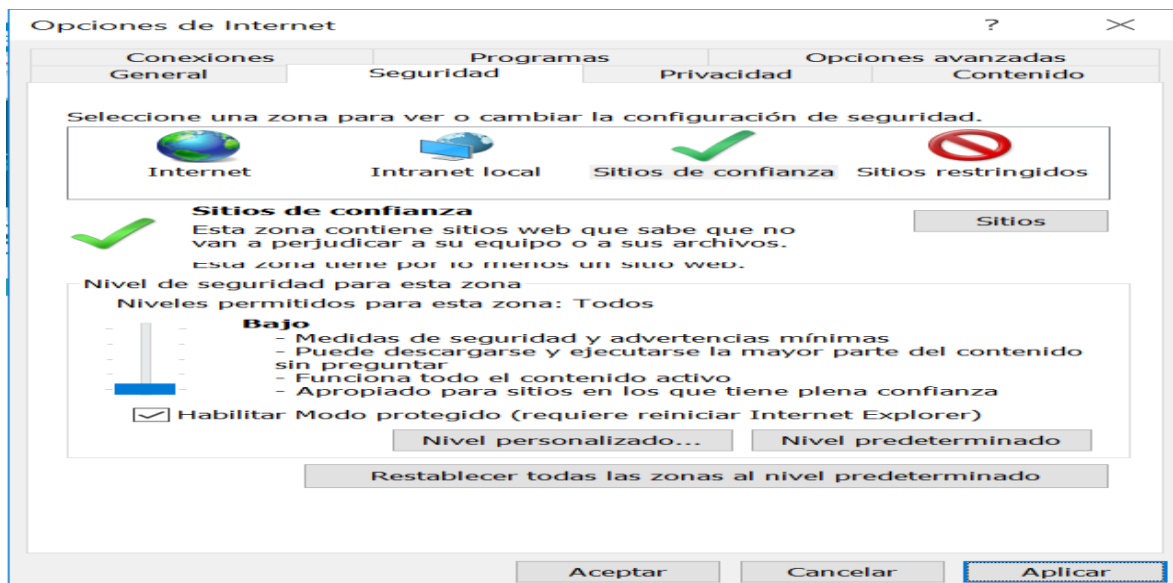 Opciones de Internet
?
Conexiones Programas Opciones avanzadas
General Seguridad Privacidad Contenido
Seleccione una zona para ver o cambiar la configuración de seguridad.
Internet Intranet local Sitios de confianza Sitios restringidos
Sitios de confianza
Sitios
Esta zona contiene sitios web que sabe que no
van a perjudicar a su equipo o a sus archivos.
Esta zona tiene por lo menos un sitio web.
Nivel de seguridad para esta zona
Niveles permitidos para esta zona: Todos
Bajo
- Medidas de seguridad y advertencias mínimas
- Puede descargarse y ejecutarse la mayor parte del contenido
sin preguntar
- Funciona todo el contenido activo
- Apropiado para sitios en los que tiene plena confianza
Habilitar Modo protegido (requiere reiniciar Internet Explorer)
Nivel personalizado... Nivel predeterminado
Restablecer todas las zonas al nivel predeterminado
Aceptar Cancelar Aplicar